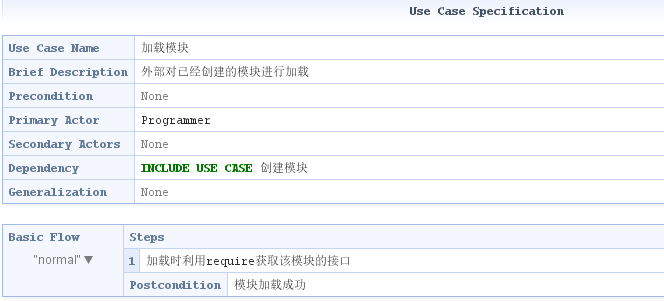 Use Case Specification
Use Case Name 加载模块
Brief Description 外部对已经创建的模块进行加载
Precondition None
Primary Actor Programmer
Secondary Actors None
Dependency INCLUDE USE CASE 创建模块
Generalization None
Basic Flow Steps
"normal" ▼ 1 加载时利用require获取该模块的接口
Postcondition 模块加载成功